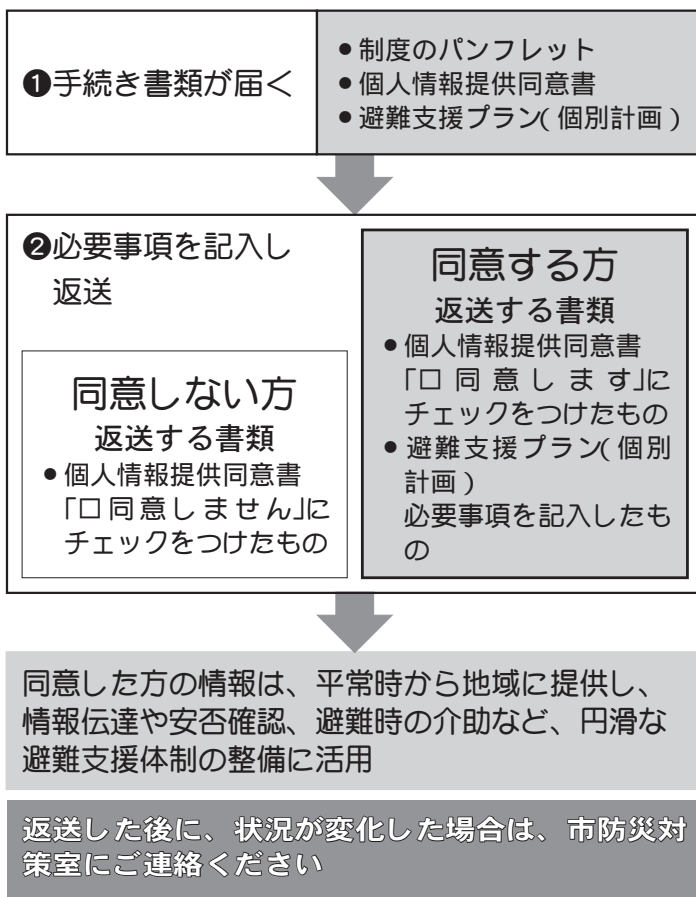 ❶手続き書類が届く
●制度のパンフレット
●個人情報提供同意書
●避難支援プラン(個別計画)
❷必要事項を記入し
返送
同意しない方
返送する書類
●個人情報提供同意書
「□同意しません」に
チェックをつけたもの
同意する方
返送する書類
●個人情報提供同意書
「□同意します」に
チェックをつけたもの
●避難支援プラン(個別
計画)
必要事項を記入したも
の
同意した方の情報は、平常時から地域に提供し、
情報伝達や安否確認、避難時の介助など、円滑な
避難支援体制の整備に活用
返送した後に、状況が変化した場合は、市防災対
策室にご連絡ください